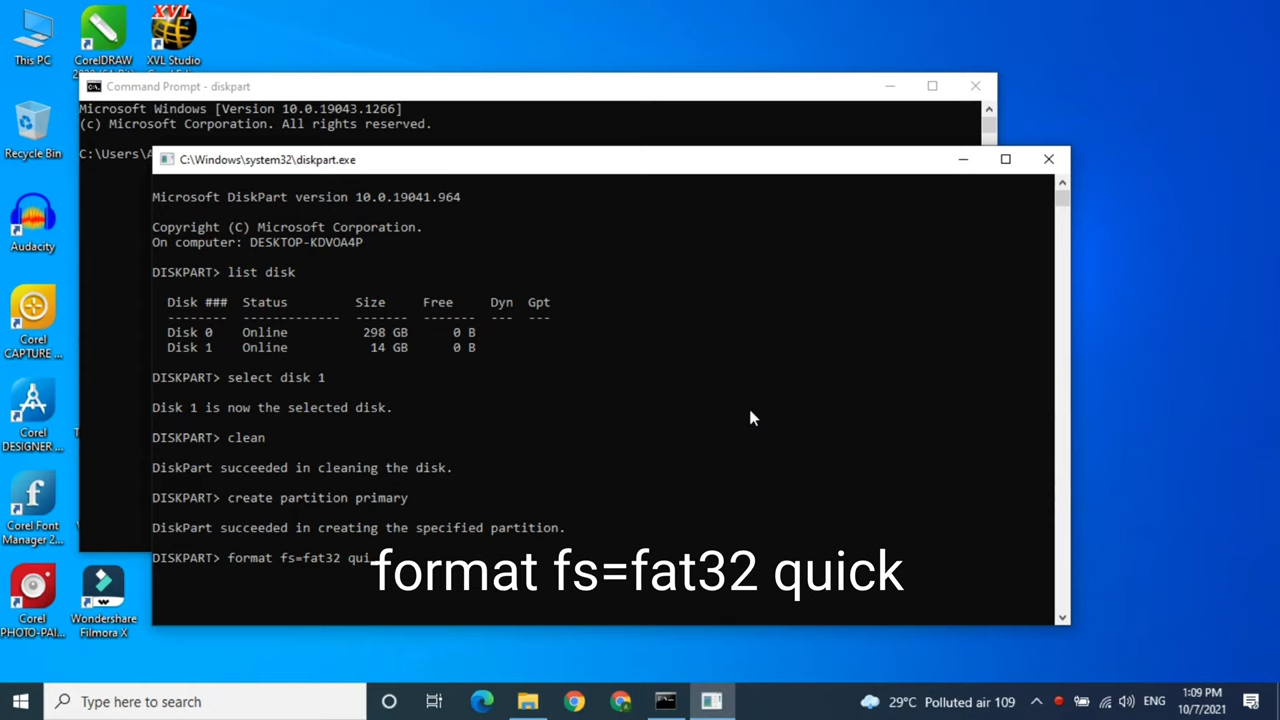 This PC
CorelDRAW
XVL Studio
Recycle Bin
Audacity
Corel
CAPTURE ...
Corel
DESIGNER ...
Corel Font
Manager 2...
Corel
PHOTO-PAI...
Wondershare
Filmora X
Command Prompt - diskpart
Microsoft Windows [Version 10.0.19043.1266]
(c) Microsoft Corporation. All rights reserved.
C:\Users\A
C:\Windows\system32\diskpart.exe
Microsoft DiskPart version 10.0.19041.964
Copyright (C) Microsoft Corporation.
On computer: DESKTOP-KDVOA4P
DISKPART> list disk
Disk ### Status Size Free Dyn Gpt
-------- ------------- ------- ------- --- ---
Disk 0 Online 298 GB 0 B
Disk 1 Online 14 GB 0 B
DISKPART> select disk 1
Disk 1 is now the selected disk.
DISKPART> clean
DiskPart succeeded in cleaning the disk.
DISKPART> create partition primary
DiskPart succeeded in creating the specified partition.
DISKPART> format fs=fat32 qui
format fs=fat32 quick
Type here to search
29°C Polluted air 109
ENG
1:09 PM
10/7/2021